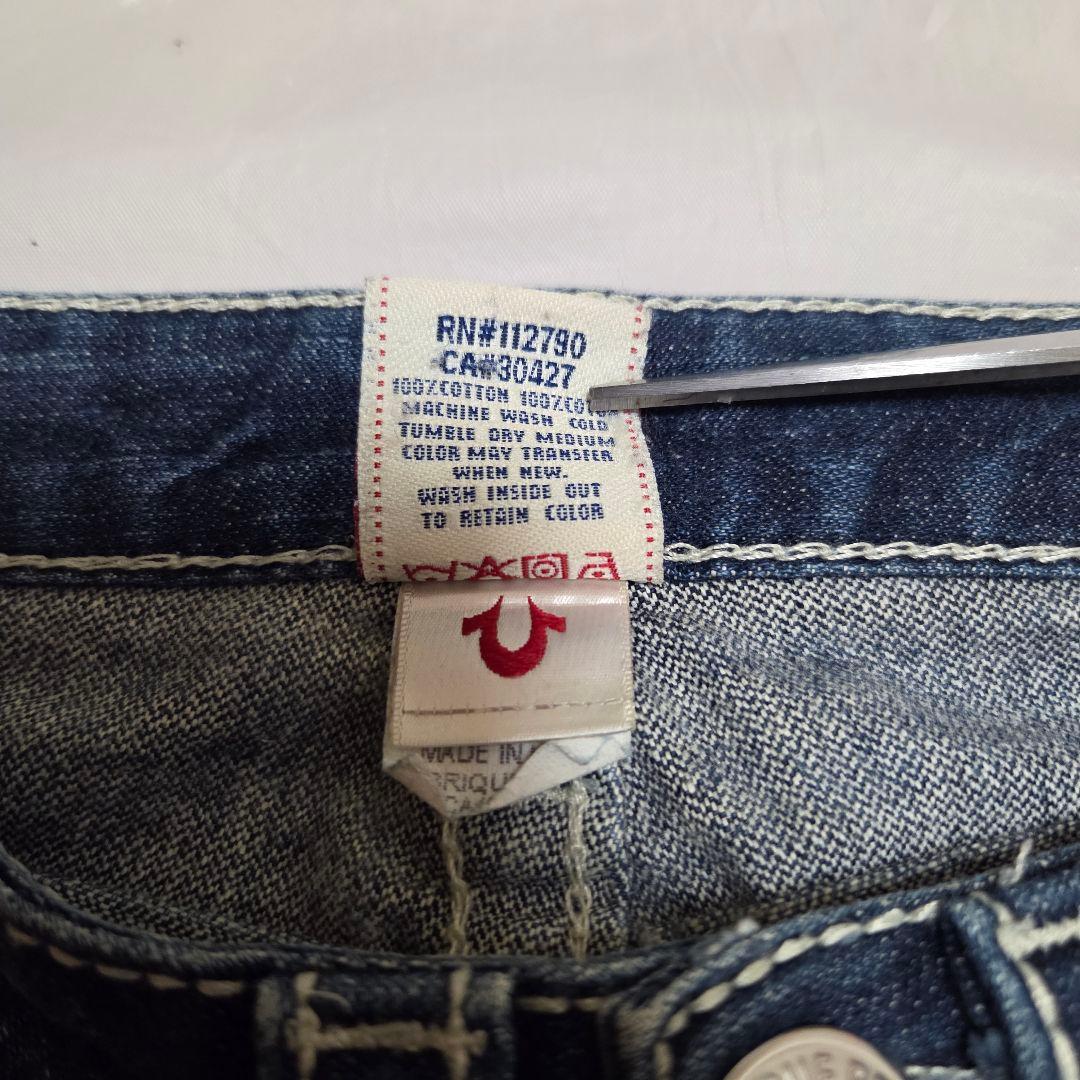 RN#112790
CA#30427
100%COTTON 100%COTON
MACHINE WASH COLD
TUMBLE DRY MEDIUM
COLOR MAY TRANSFER
WHEN NEW.
WASH INSIDE OUT
TO RETAIN COLOR
MADE IN
BRIQU